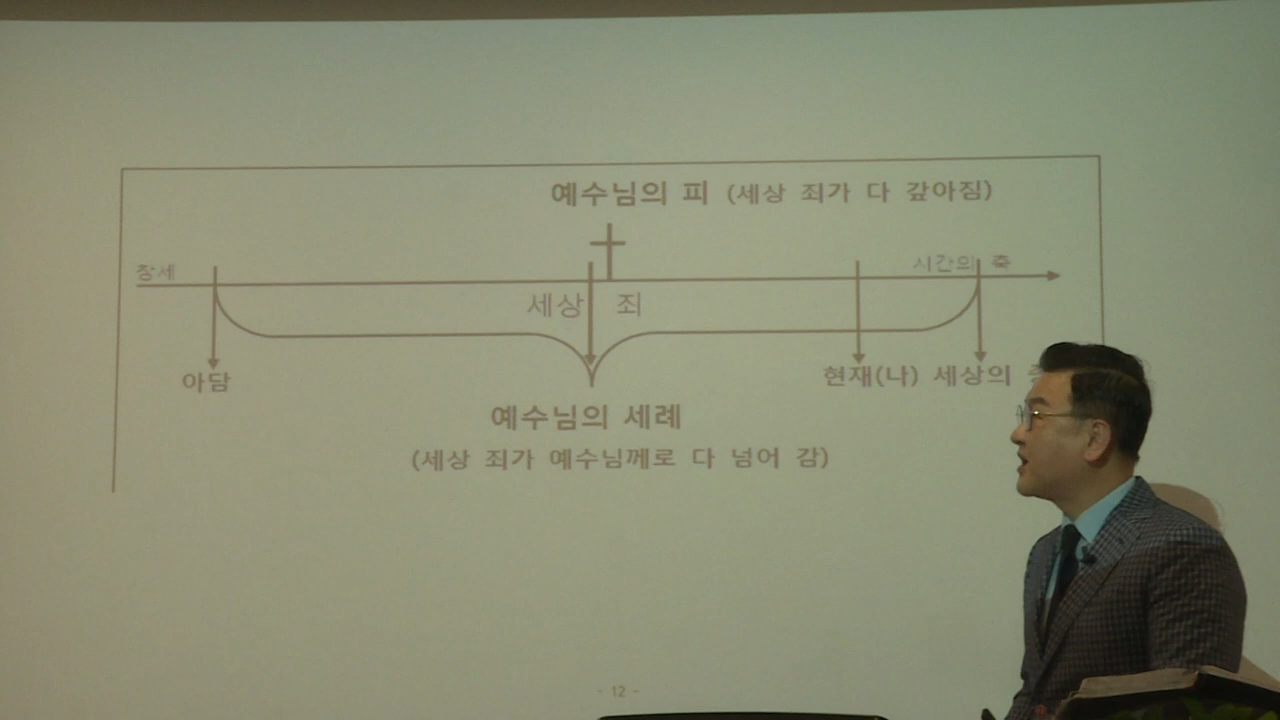 예수님의 피 (세상 죄가 다 갚아짐)
창세
시간의 축
세상 죄
아담
현재(나) 세상의
예수님의 세례
(세상 죄가 예수님께로 다 넘어 감)
- 12 -